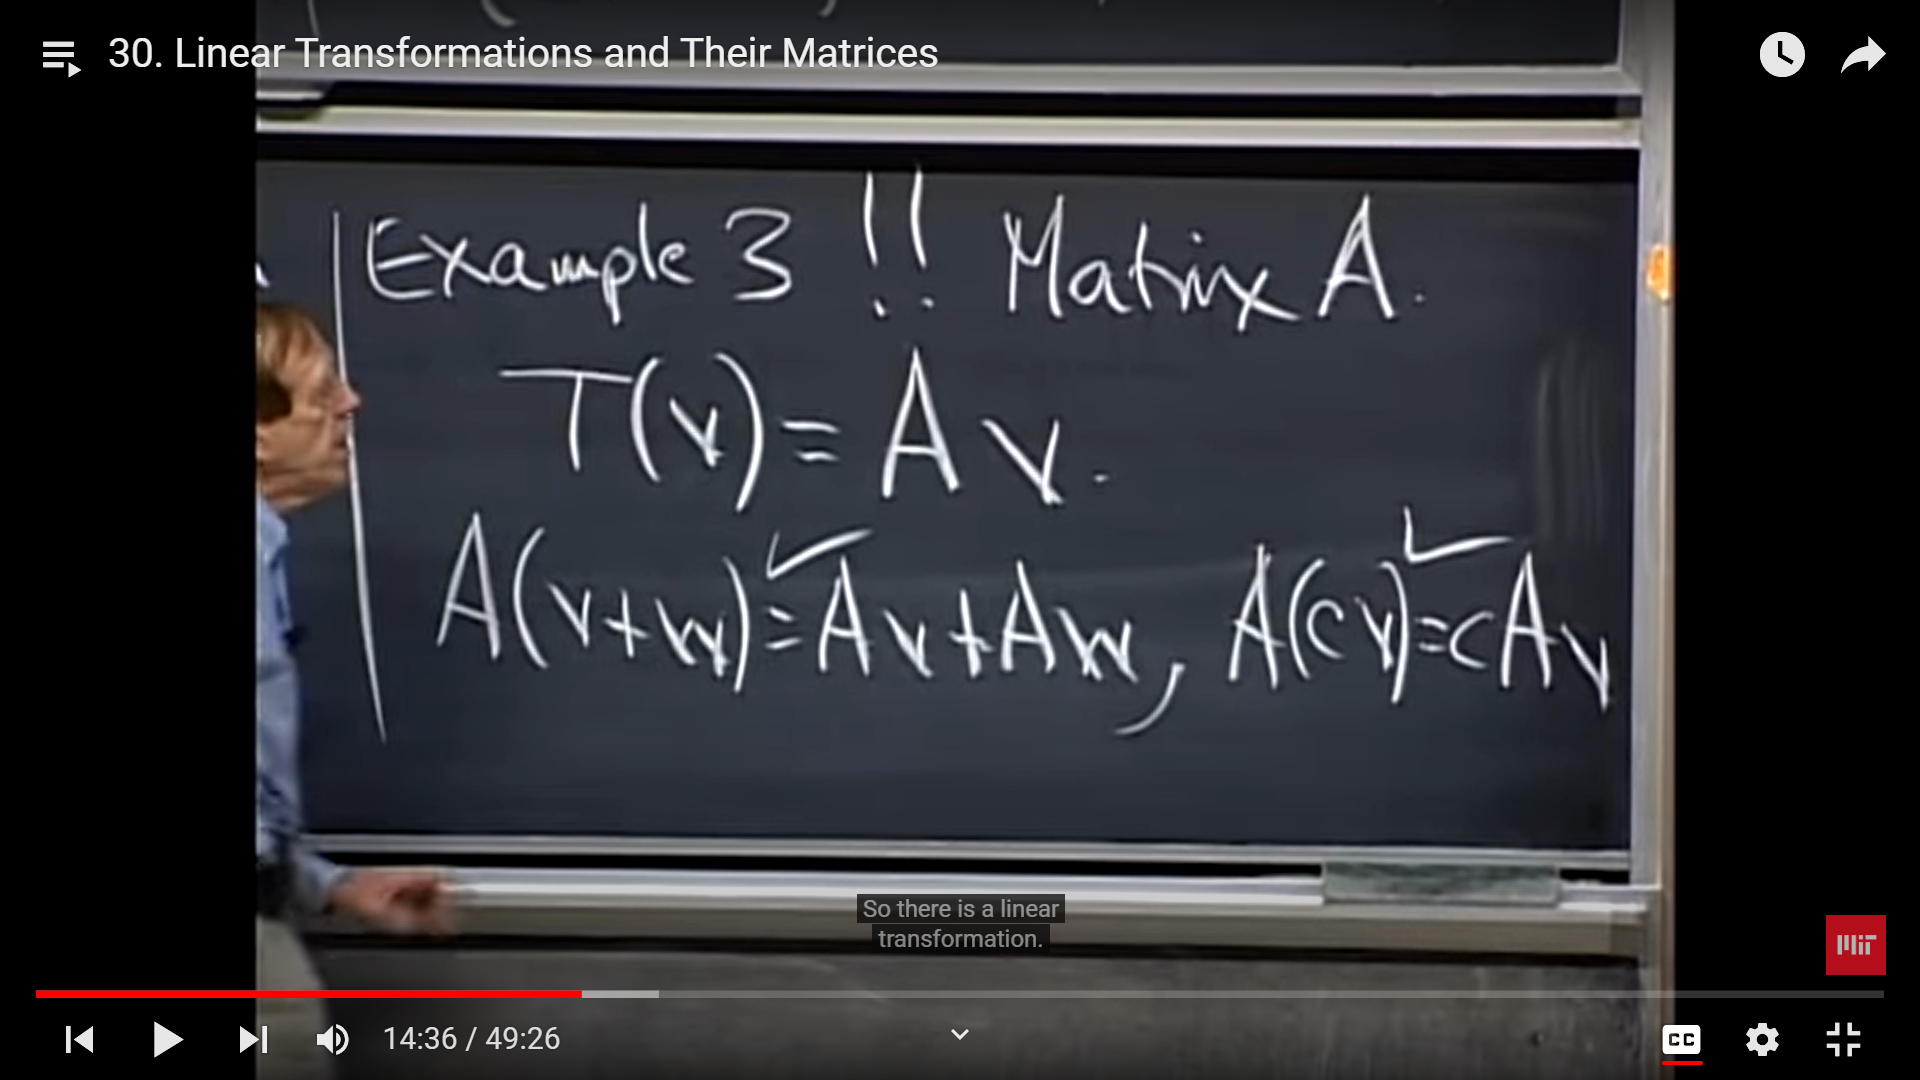 30. Linear Transformations and Their Matrices
Example 3 !! Matrix A.
T(v) = Av.
A(v+w) =✓ Av+Aw, A(cv) =✓ cAv
So there is a linear
transformation.
MiT
14:36 / 49:26
CC